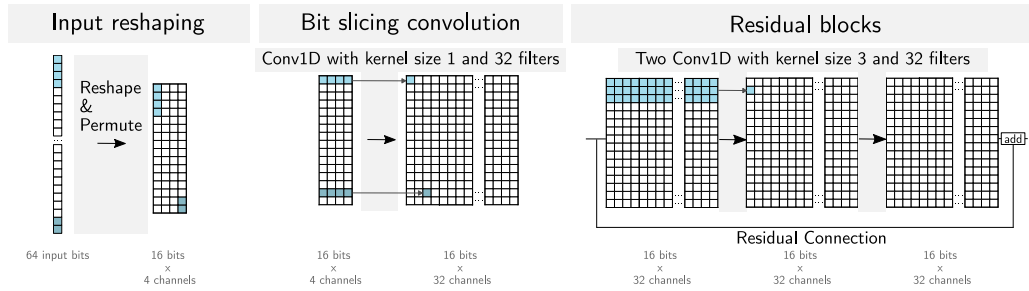 Input reshaping
Reshape
&
Permute
64 input bits
16 bits
x
4 channels
Bit slicing convolution
Conv1D with kernel size 1 and 32 filters
16 bits
x
4 channels
16 bits
x
32 channels
Residual blocks
Two Conv1D with kernel size 3 and 32 filters
add
Residual Connection
16 bits
x
32 channels
16 bits
x
32 channels
16 bits
x
32 channels